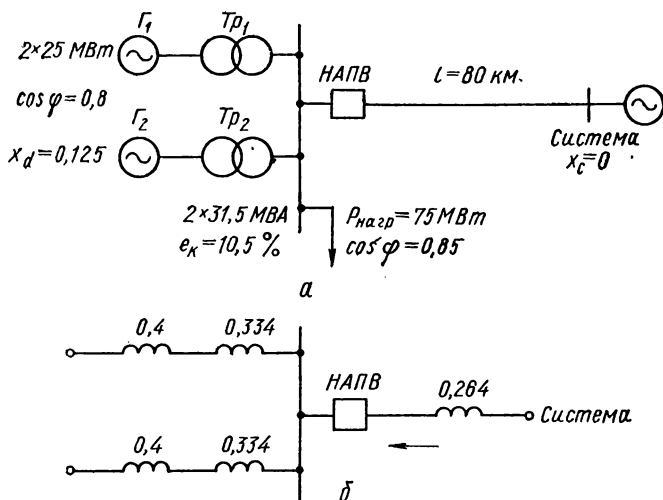 Г₁
Тр₁
2×25 МВт
НАПВ
l=80 км.
cos φ=0,8
Г₂
Тр₂
Система
x_c=0
x_d=0,125
2×31,5 МВА
e_к=10,5 %
P_нагр=75 МВт
cos φ=0,85
а
0,4
0,334
НАПВ
0,264
Система
0,4
0,334
б